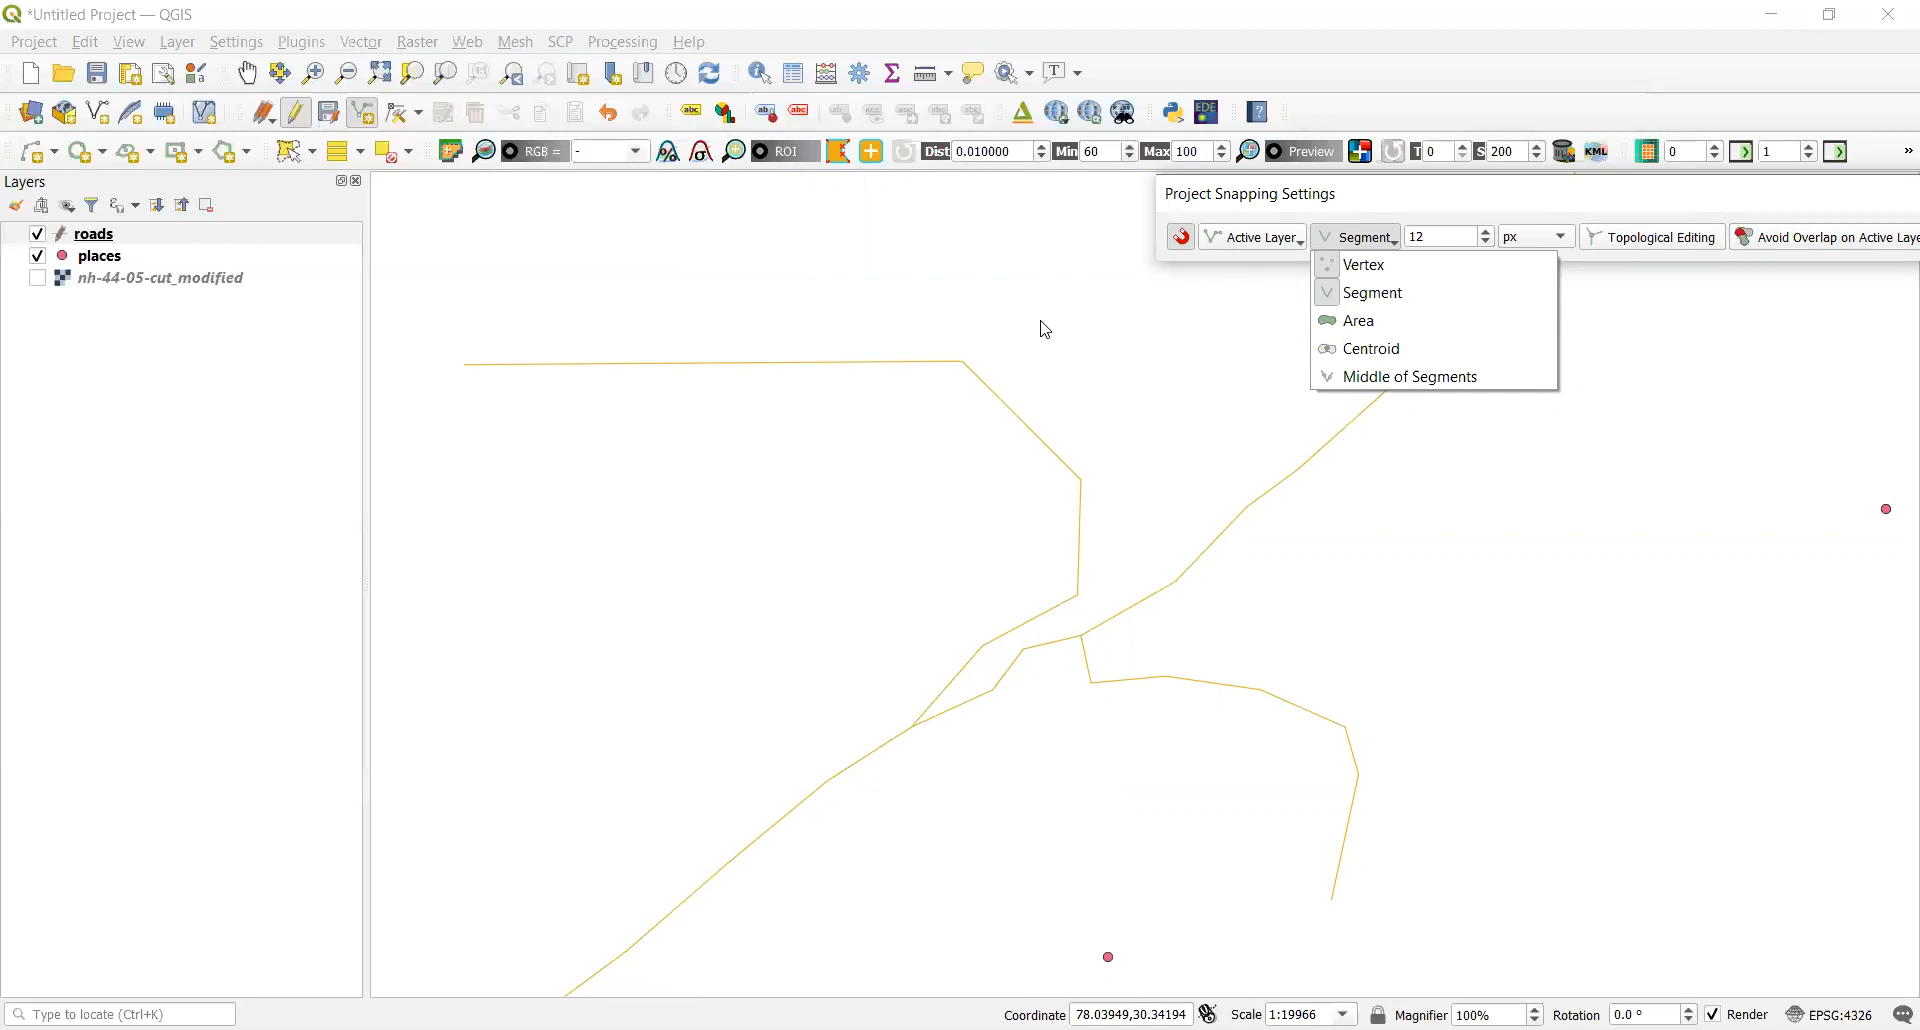 *Untitled Project — QGIS
Project Edit View Layer Settings Plugins Vector Raster Web Mesh SCP Processing Help
RGB = - ROI Dist 0.010000 Min 60 Max 100 Preview T 0 S 200 KML 0 1 »
Layers
Project Snapping Settings
Active Layer Segment 12 px Topological Editing Avoid Overlap on Active Laye
roads
places
nh-44-05-cut_modified
Vertex
Segment
Area
Centroid
Middle of Segments
Type to locate (Ctrl+K) Coordinate 78.03949,30.34194 Scale 1:19966 Magnifier 100% Rotation 0.0 ° Render EPSG:4326